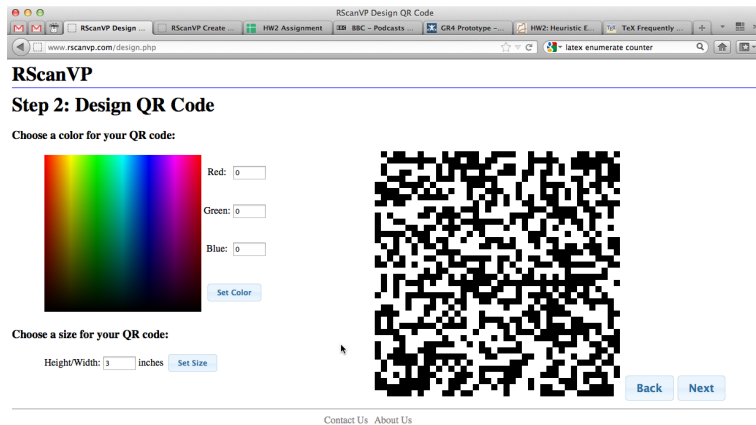 RScanVP Design QR Code
RScanVP Design ...
RScanVP Create ...
HW2 Assignment
BBC - Podcasts ...
GR4 Prototype -...
HW2: Heuristic E...
TeX Frequently ...
www.rscanvp.com/design.php
latex enumerate counter
RScanVP
Step 2: Design QR Code
Choose a color for your QR code:
Red: 0
Green: 0
Blue: 0
Set Color
Choose a size for your QR code:
Height/Width: 3 inches Set Size
Back Next
Contact Us About Us